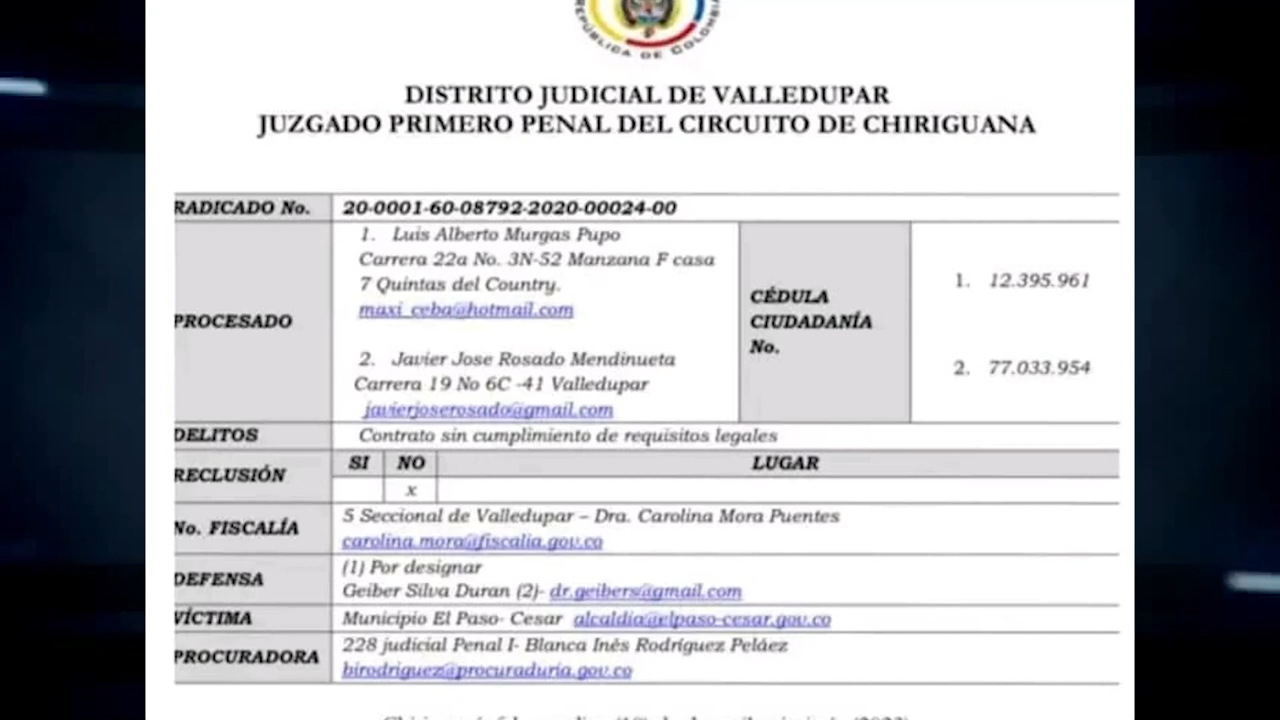 REPÚBLICA DE COLOMBIA
DISTRITO JUDICIAL DE VALLEDUPAR
JUZGADO PRIMERO PENAL DEL CIRCUITO DE CHIRIGUANA
RADICADO No. 20-0001-60-08792-2020-00024-00
PROCESADO
1. Luis Alberto Murgas Pupo
Carrera 22a No. 3N-52 Manzana F casa
7 Quintas del Country.
maxi_ceba@hotmail.com
2. Javier Jose Rosado Mendinueta
Carrera 19 No 6C -41 Valledupar
javierjoserosado@gmail.com
CÉDULA
CIUDADANÍA
No.
1. 12.395.961
2. 77.033.954
DELITOS Contrato sin cumplimiento de requisitos legales
RECLUSIÓN SI NO LUGAR
x
No. FISCALÍA
5 Seccional de Valledupar – Dra. Carolina Mora Puentes
carolina.mora@fiscalia.gov.co
DEFENSA
(1) Por designar
Geiber Silva Duran (2)- dr.geibers@gmail.com
VÍCTIMA Municipio El Paso- Cesar alcaldia@elpaso-cesar.gov.co
PROCURADORA
228 judicial Penal I- Blanca Inés Rodríguez Peláez
birodriguez@procuraduria.gov.co